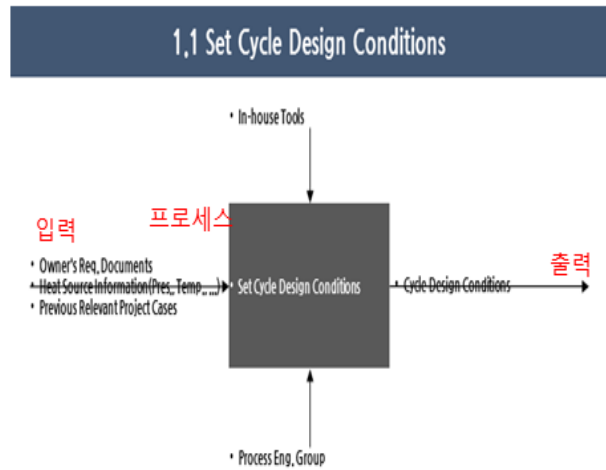 1.1 Set Cycle Design Conditions
• In-house Tools
입력
프로세스
출력
• Owner's Req. Documents
• Heat Source Information(Pres., Temp., ...)
• Previous Relevant Project Cases
• Set Cycle Design Conditions
• Cycle Design Conditions
• Process Eng. Group